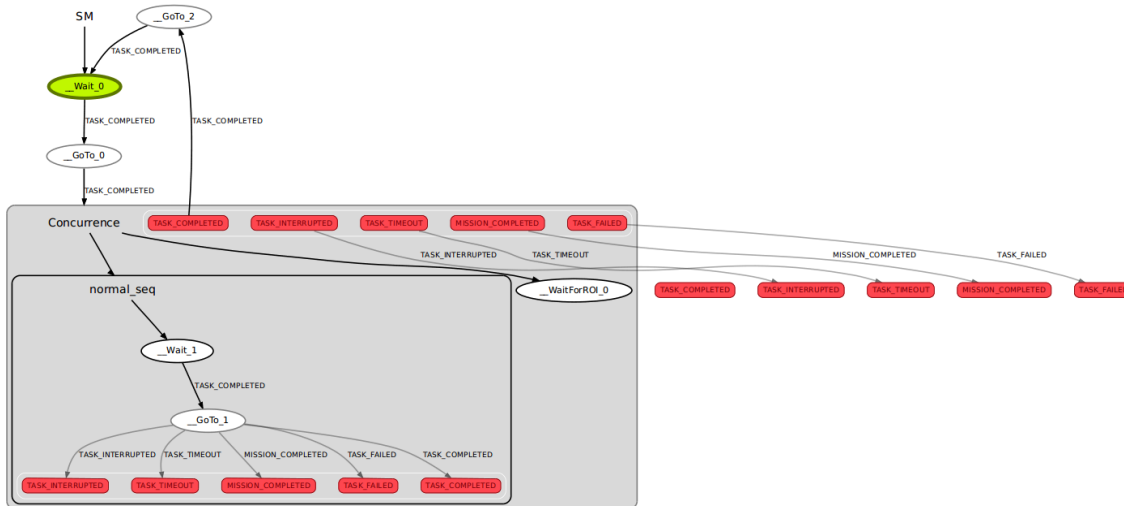 SM
__GoTo_2
TASK_COMPLETED
__Wait_0
TASK_COMPLETED
TASK_COMPLETED
__GoTo_0
TASK_COMPLETED
Concurrence
TASK_COMPLETED
TASK_INTERRUPTED
TASK_TIMEOUT
MISSION_COMPLETED
TASK_FAILED
TASK_INTERRUPTED
TASK_TIMEOUT
MISSION_COMPLETED
TASK_FAILED
normal_seq
__WaitForROI_0
TASK_COMPLETED
TASK_INTERRUPTED
TASK_TIMEOUT
MISSION_COMPLETED
TASK_FAILED
__Wait_1
TASK_COMPLETED
__GoTo_1
TASK_INTERRUPTED
TASK_TIMEOUT
MISSION_COMPLETED
TASK_FAILED
TASK_COMPLETED
TASK_INTERRUPTED
TASK_TIMEOUT
MISSION_COMPLETED
TASK_FAILED
TASK_COMPLETED